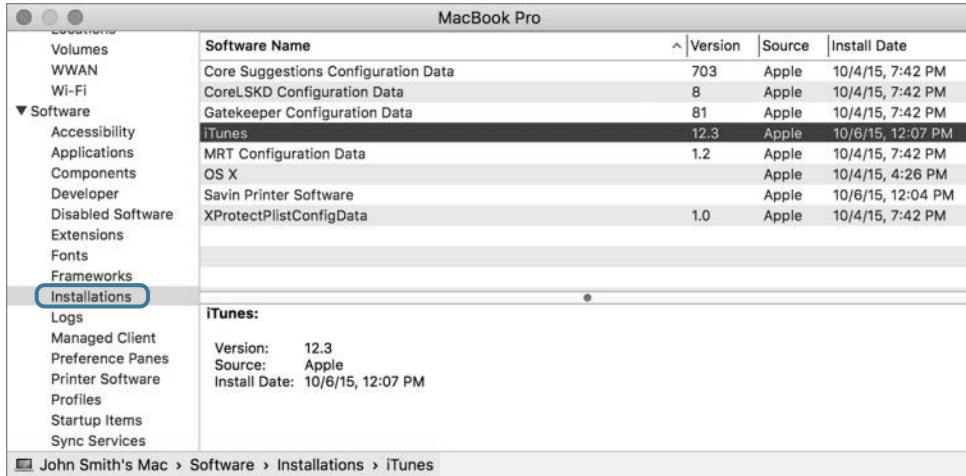 MacBook Pro
Volumes
WWAN
Wi-Fi
Software
Accessibility
Applications
Components
Developer
Disabled Software
Extensions
Fonts
Frameworks
Installations
Logs
Managed Client
Preference Panes
Printer Software
Profiles
Startup Items
Sync Services
Software Name Version Source Install Date
Core Suggestions Configuration Data 703 Apple 10/4/15, 7:42 PM
CoreLSKD Configuration Data 8 Apple 10/4/15, 7:42 PM
Gatekeeper Configuration Data 81 Apple 10/4/15, 7:42 PM
iTunes 12.3 Apple 10/6/15, 12:07 PM
MRT Configuration Data 1.2 Apple 10/4/15, 7:42 PM
OS X Apple 10/4/15, 4:26 PM
Savin Printer Software Apple 10/6/15, 12:04 PM
XProtectPlistConfigData 1.0 Apple 10/4/15, 7:42 PM
iTunes:
Version: 12.3
Source: Apple
Install Date: 10/6/15, 12:07 PM
John Smith's Mac › Software › Installations › iTunes